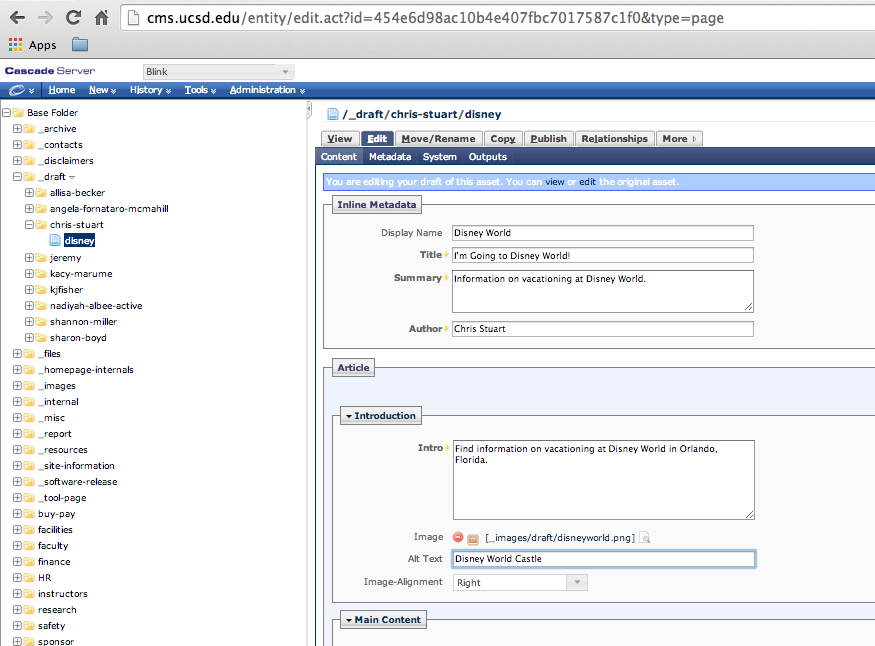 cms.ucsd.edu/entity/edit.act?id=454e6d98ac10b4e407fbc7017587c1f0&type=page
Apps
Cascade Server
Blink
Home New History Tools Administration
Base Folder
_archive
_contacts
_disclaimers
_draft
allisa-becker
angela-fornataro-mcmahill
chris-stuart
disney
jeremy
kacy-marume
kjfisher
nadiyah-albee-active
shannon-miller
sharon-boyd
_files
_homepage-internals
_images
_internal
_misc
_report
_resources
_site-information
_software-release
_tool-page
buy-pay
facilities
faculty
finance
HR
instructors
research
safety
sponsor
/_draft/chris-stuart/disney
View Edit Move/Rename Copy Publish Relationships More
Content Metadata System Outputs
You are editing your draft of this asset. You can view or edit the original asset.
Inline Metadata
Display Name Disney World
Title I'm Going to Disney World!
Summary Information on vacationing at Disney World.
Author Chris Stuart
Article
Introduction
Intro Find information on vacationing at Disney World in Orlando,
Florida.
Image [_images/draft/disneyworld.png]
Alt Text Disney World Castle
Image-Alignment Right
Main Content